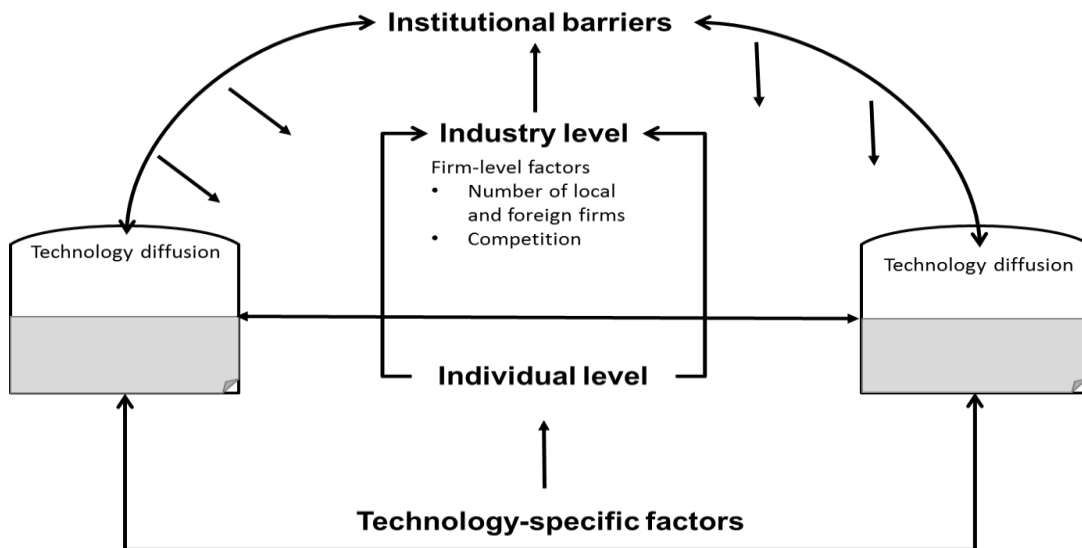 Institutional barriers
Industry level
Firm-level factors
• Number of local
and foreign firms
• Competition
Technology diffusion
Technology diffusion
Individual level
Technology-specific factors